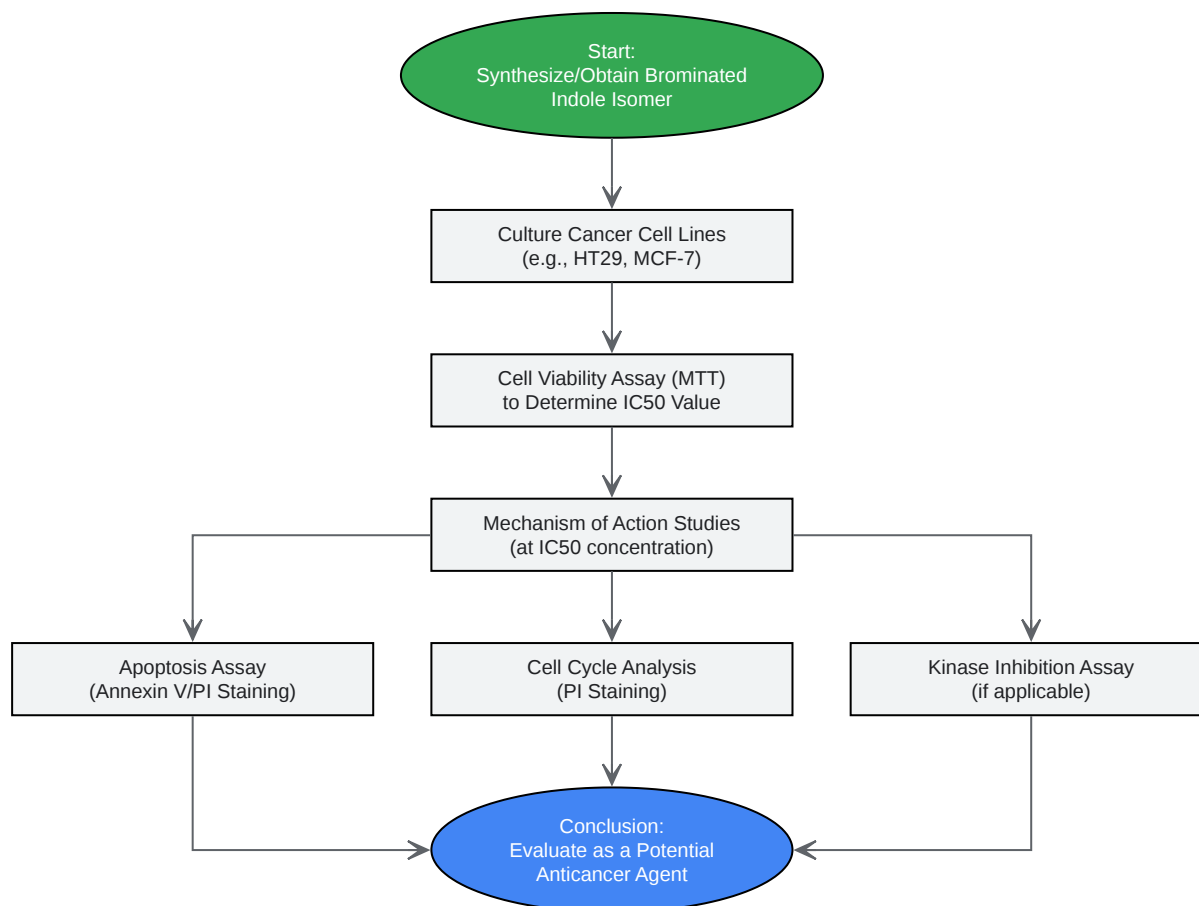 Start:
Synthesize/Obtain Brominated
Indole Isomer
Culture Cancer Cell Lines
(e.g., HT29, MCF-7)
Cell Viability Assay (MTT)
to Determine IC50 Value
Mechanism of Action Studies
(at IC50 concentration)
Apoptosis Assay
(Annexin V/PI Staining)
Cell Cycle Analysis
(PI Staining)
Kinase Inhibition Assay
(if applicable)
Conclusion:
Evaluate as a Potential
Anticancer Agent